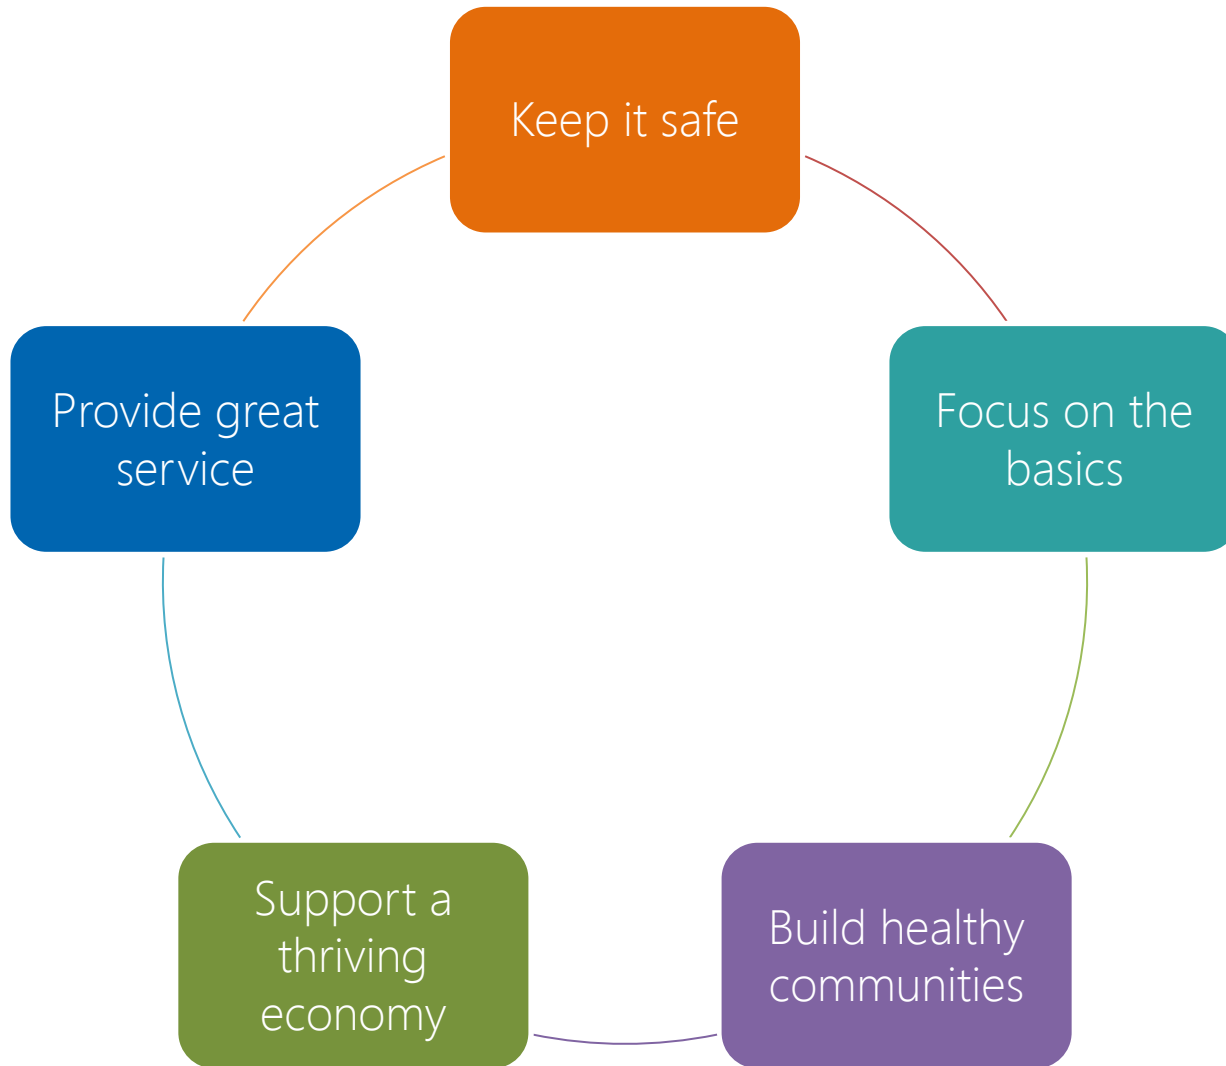 Keep it safe
Focus on the
basics
Build healthy
communities
Support a
thriving
economy
Provide great
service